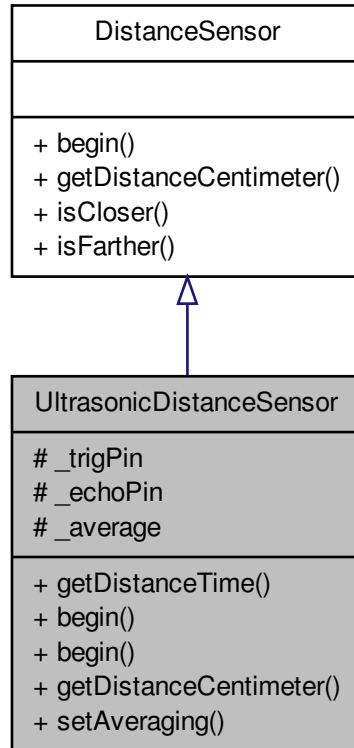 DistanceSensor
+ begin()
+ getDistanceCentimeter()
+ isCloser()
+ isFarther()
UltrasonicDistanceSensor
# _trigPin
# _echoPin
# _average
+ getDistanceTime()
+ begin()
+ begin()
+ getDistanceCentimeter()
+ setAveraging()